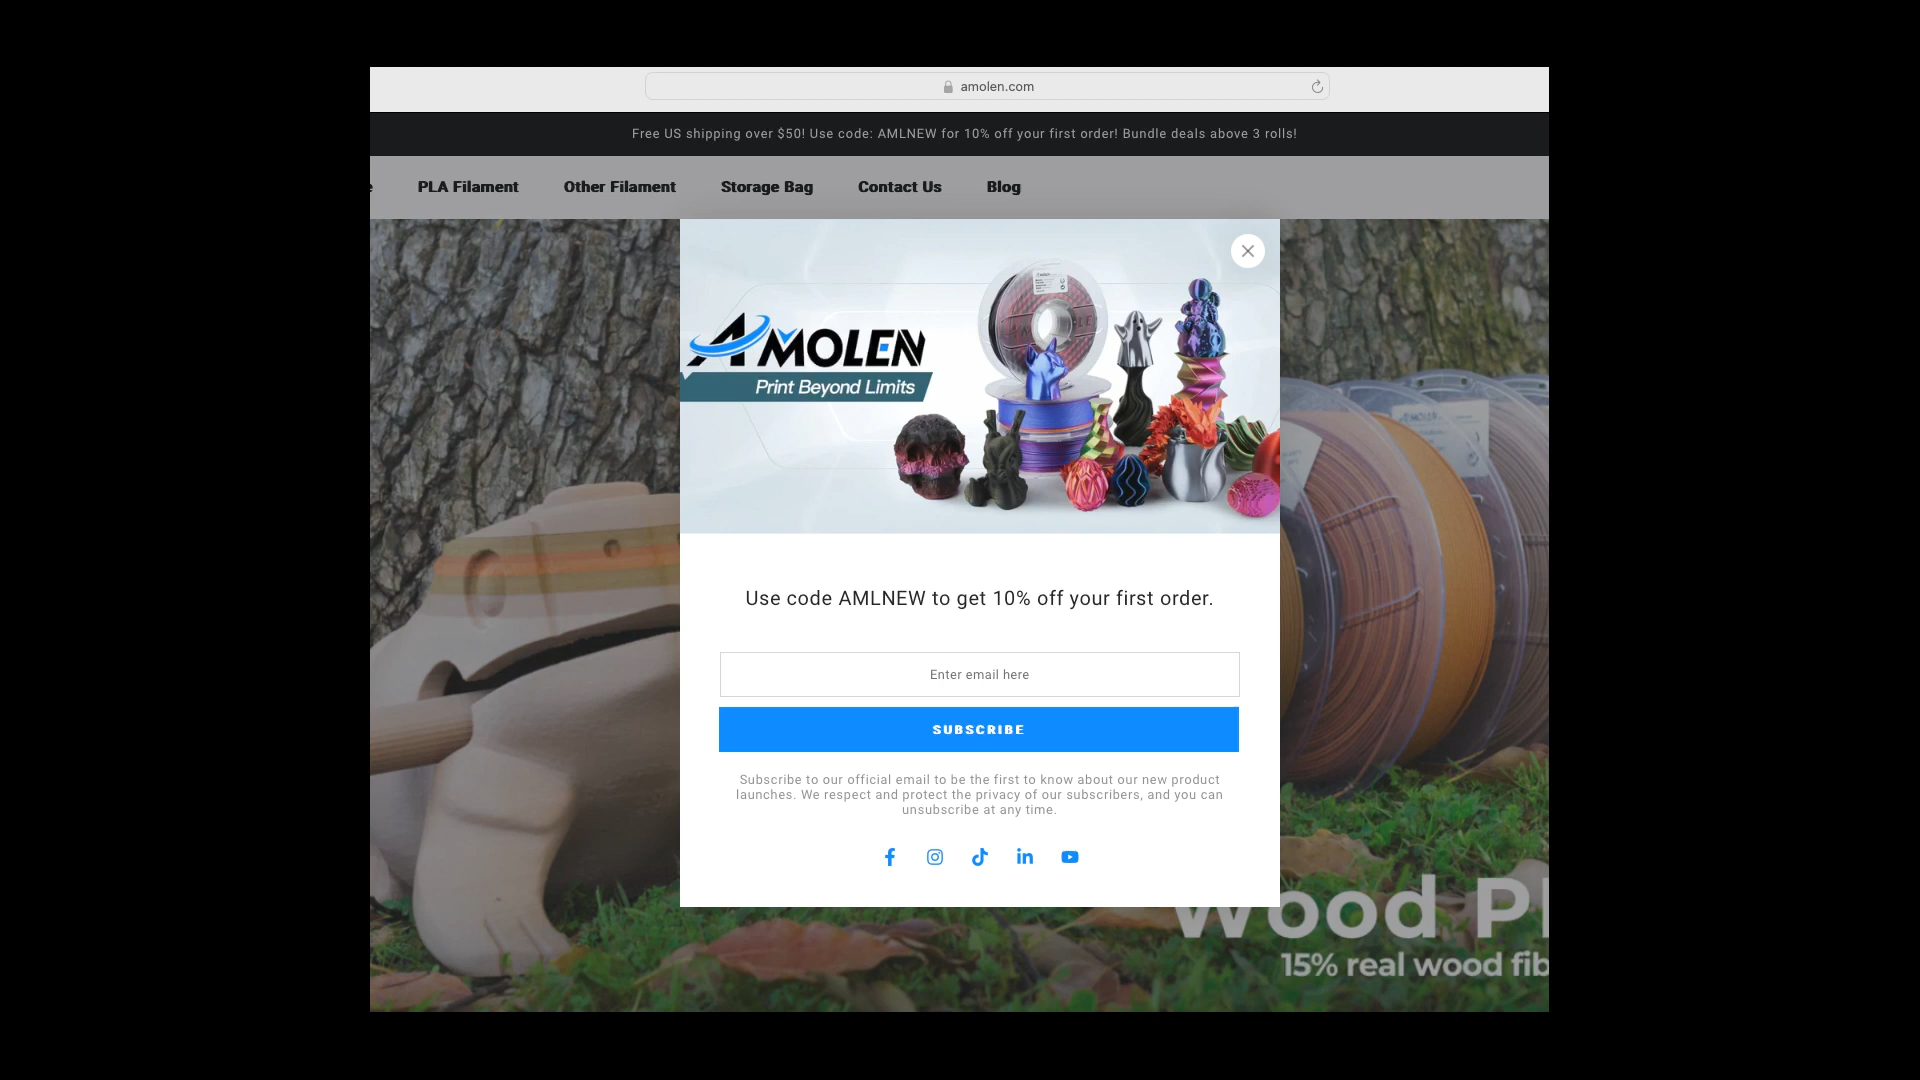 amolen.com
Free US shipping over $50! Use code: AMLNEW for 10% off your first order! Bundle deals above 3 rolls!
PLA Filament Other Filament Storage Bag Contact Us Blog
AMOLEN
Print Beyond Limits
Use code AMLNEW to get 10% off your first order.
Enter email here
SUBSCRIBE
Subscribe to our official email to be the first to know about our new product
launches. We respect and protect the privacy of our subscribers, and you can
unsubscribe at any time.
Wood
15% real wood